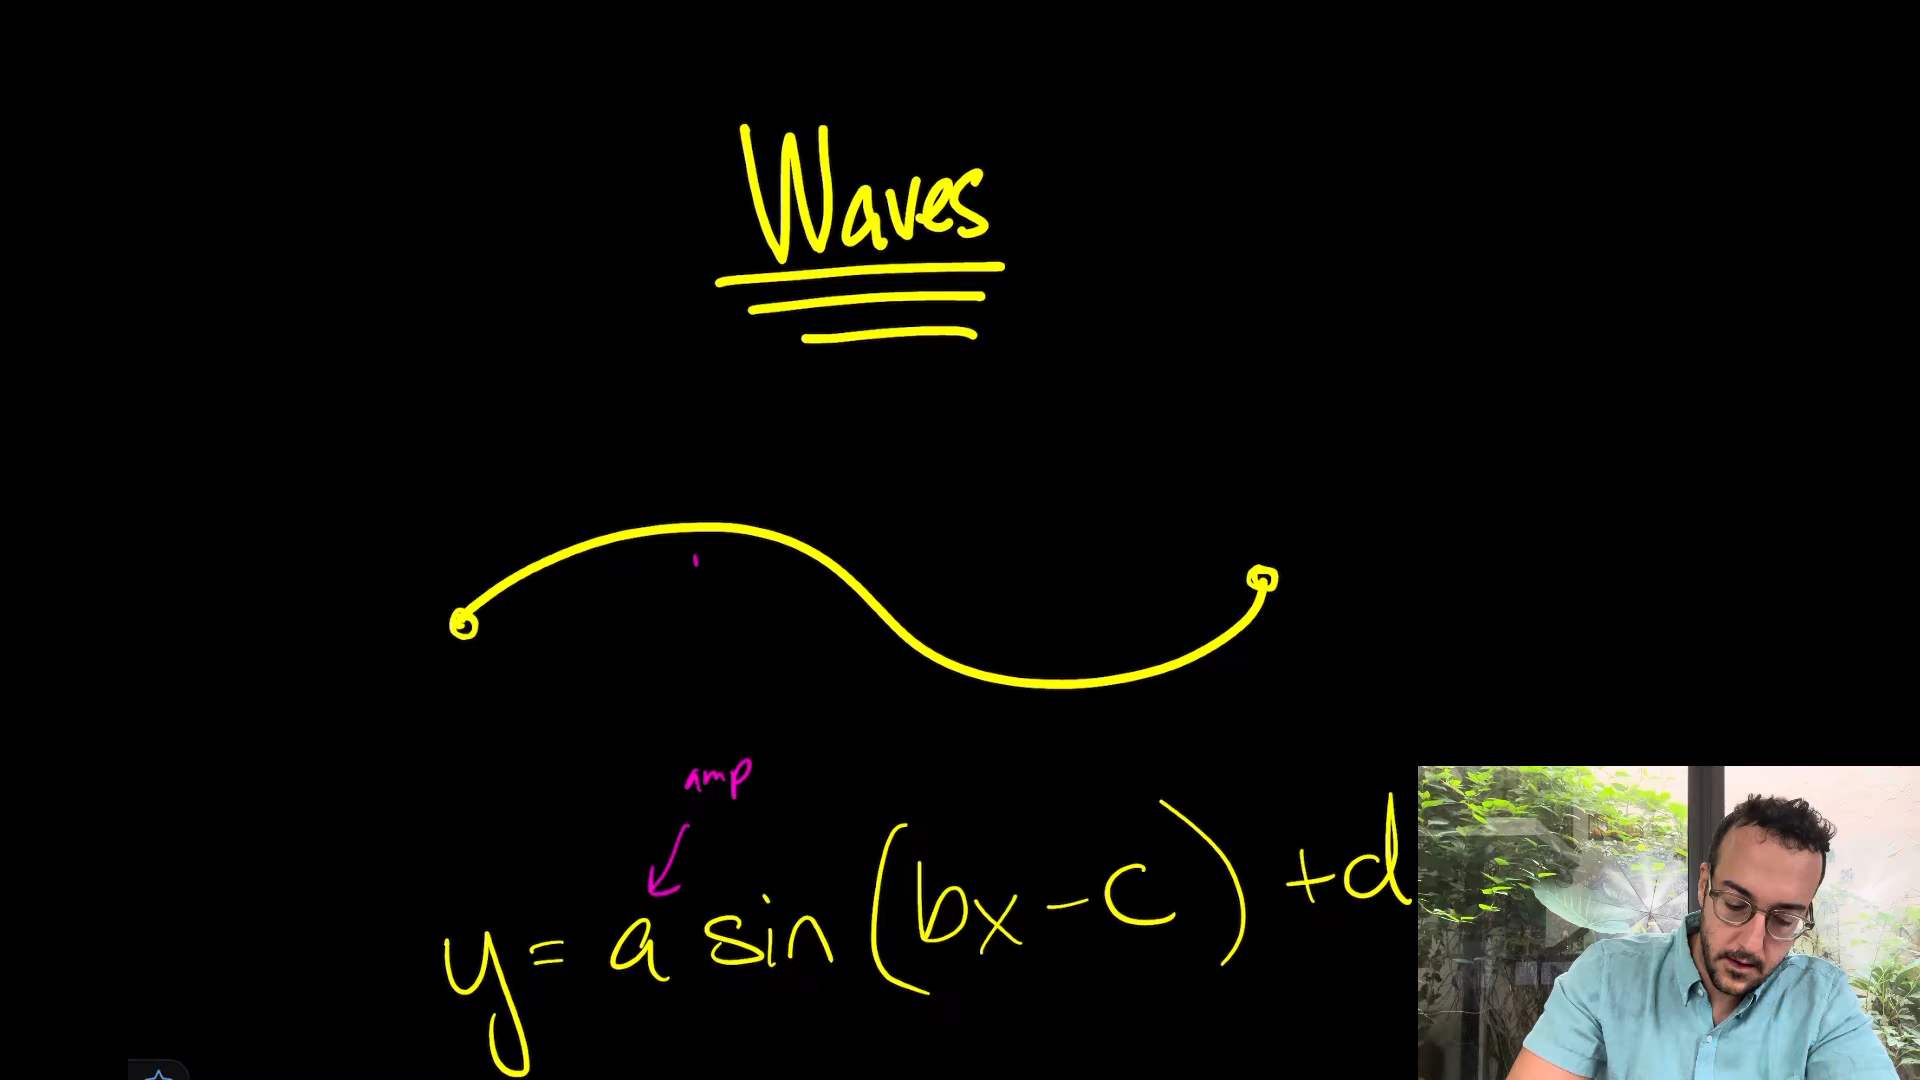 Waves
amp
y = a sin (bx - c) + d